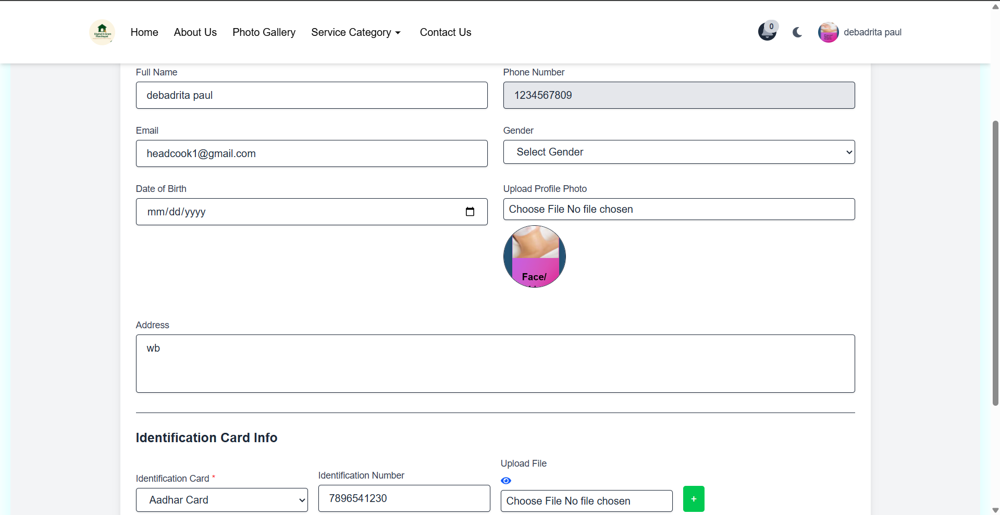 Digital E-Gram
Panchayat
Home
About Us
Photo Gallery
Service Category
Contact Us
0
debadrita paul
Full Name
Phone Number
debadrita paul
1234567809
Email
Gender
headcook1@gmail.com
Select Gender
Date of Birth
Upload Profile Photo
mm/dd/yyyy
Choose File No file chosen
Face/
Address
wb
Identification Card Info
Upload File
Identification Card *
Identification Number
Aadhar Card
7896541230
Choose File No file chosen
+